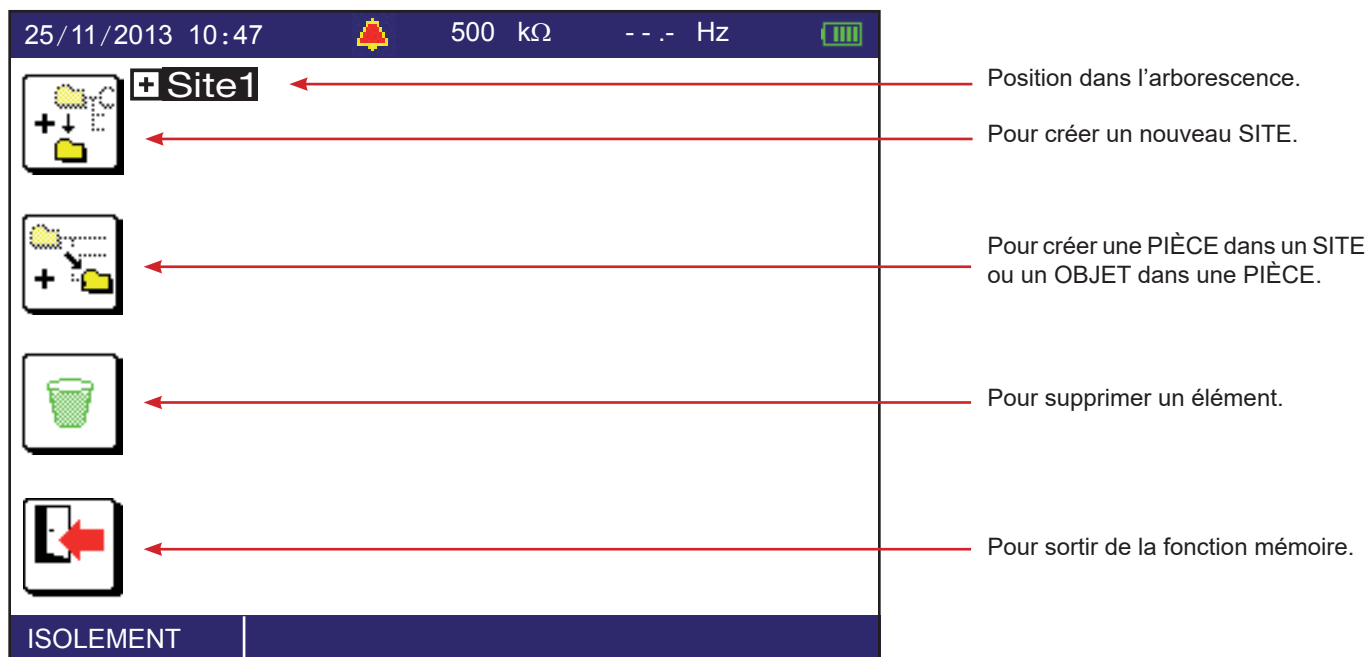 25/11/2013 10:47 500 kΩ - - .- Hz
Site1
Position dans l'arborescence.
Pour créer un nouveau SITE.
Pour créer une PIÈCE dans un SITE
ou un OBJET dans une PIÈCE.
Pour supprimer un élément.
Pour sortir de la fonction mémoire.
ISOLEMENT